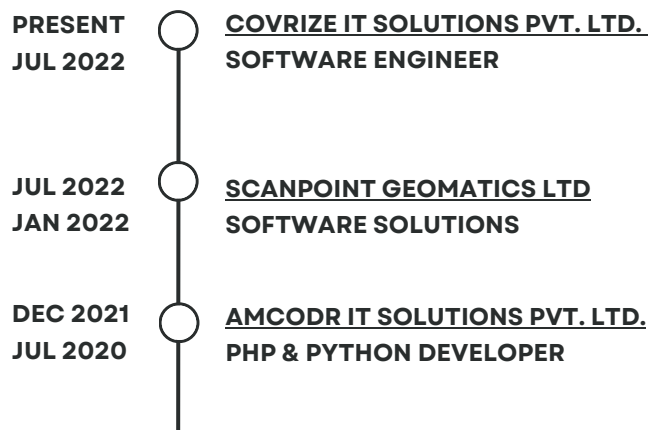 PRESENT
JUL 2022
COVRIZE IT SOLUTIONS PVT. LTD.
SOFTWARE ENGINEER
JUL 2022
JAN 2022
SCANPOINT GEOMATICS LTD
SOFTWARE SOLUTIONS
DEC 2021
JUL 2020
AMCODR IT SOLUTIONS PVT. LTD.
PHP & PYTHON DEVELOPER